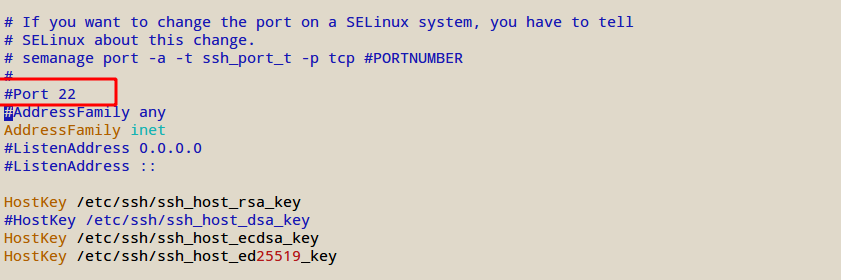 # If you want to change the port on a SELinux system, you have to tell
# SELinux about this change.
# semanage port -a -t ssh_port_t -p tcp #PORTNUMBER
#
#Port 22
#AddressFamily any
AddressFamily inet
#ListenAddress 0.0.0.0
#ListenAddress ::
HostKey /etc/ssh/ssh_host_rsa_key
#HostKey /etc/ssh/ssh_host_dsa_key
HostKey /etc/ssh/ssh_host_ecdsa_key
HostKey /etc/ssh/ssh_host_ed25519_key